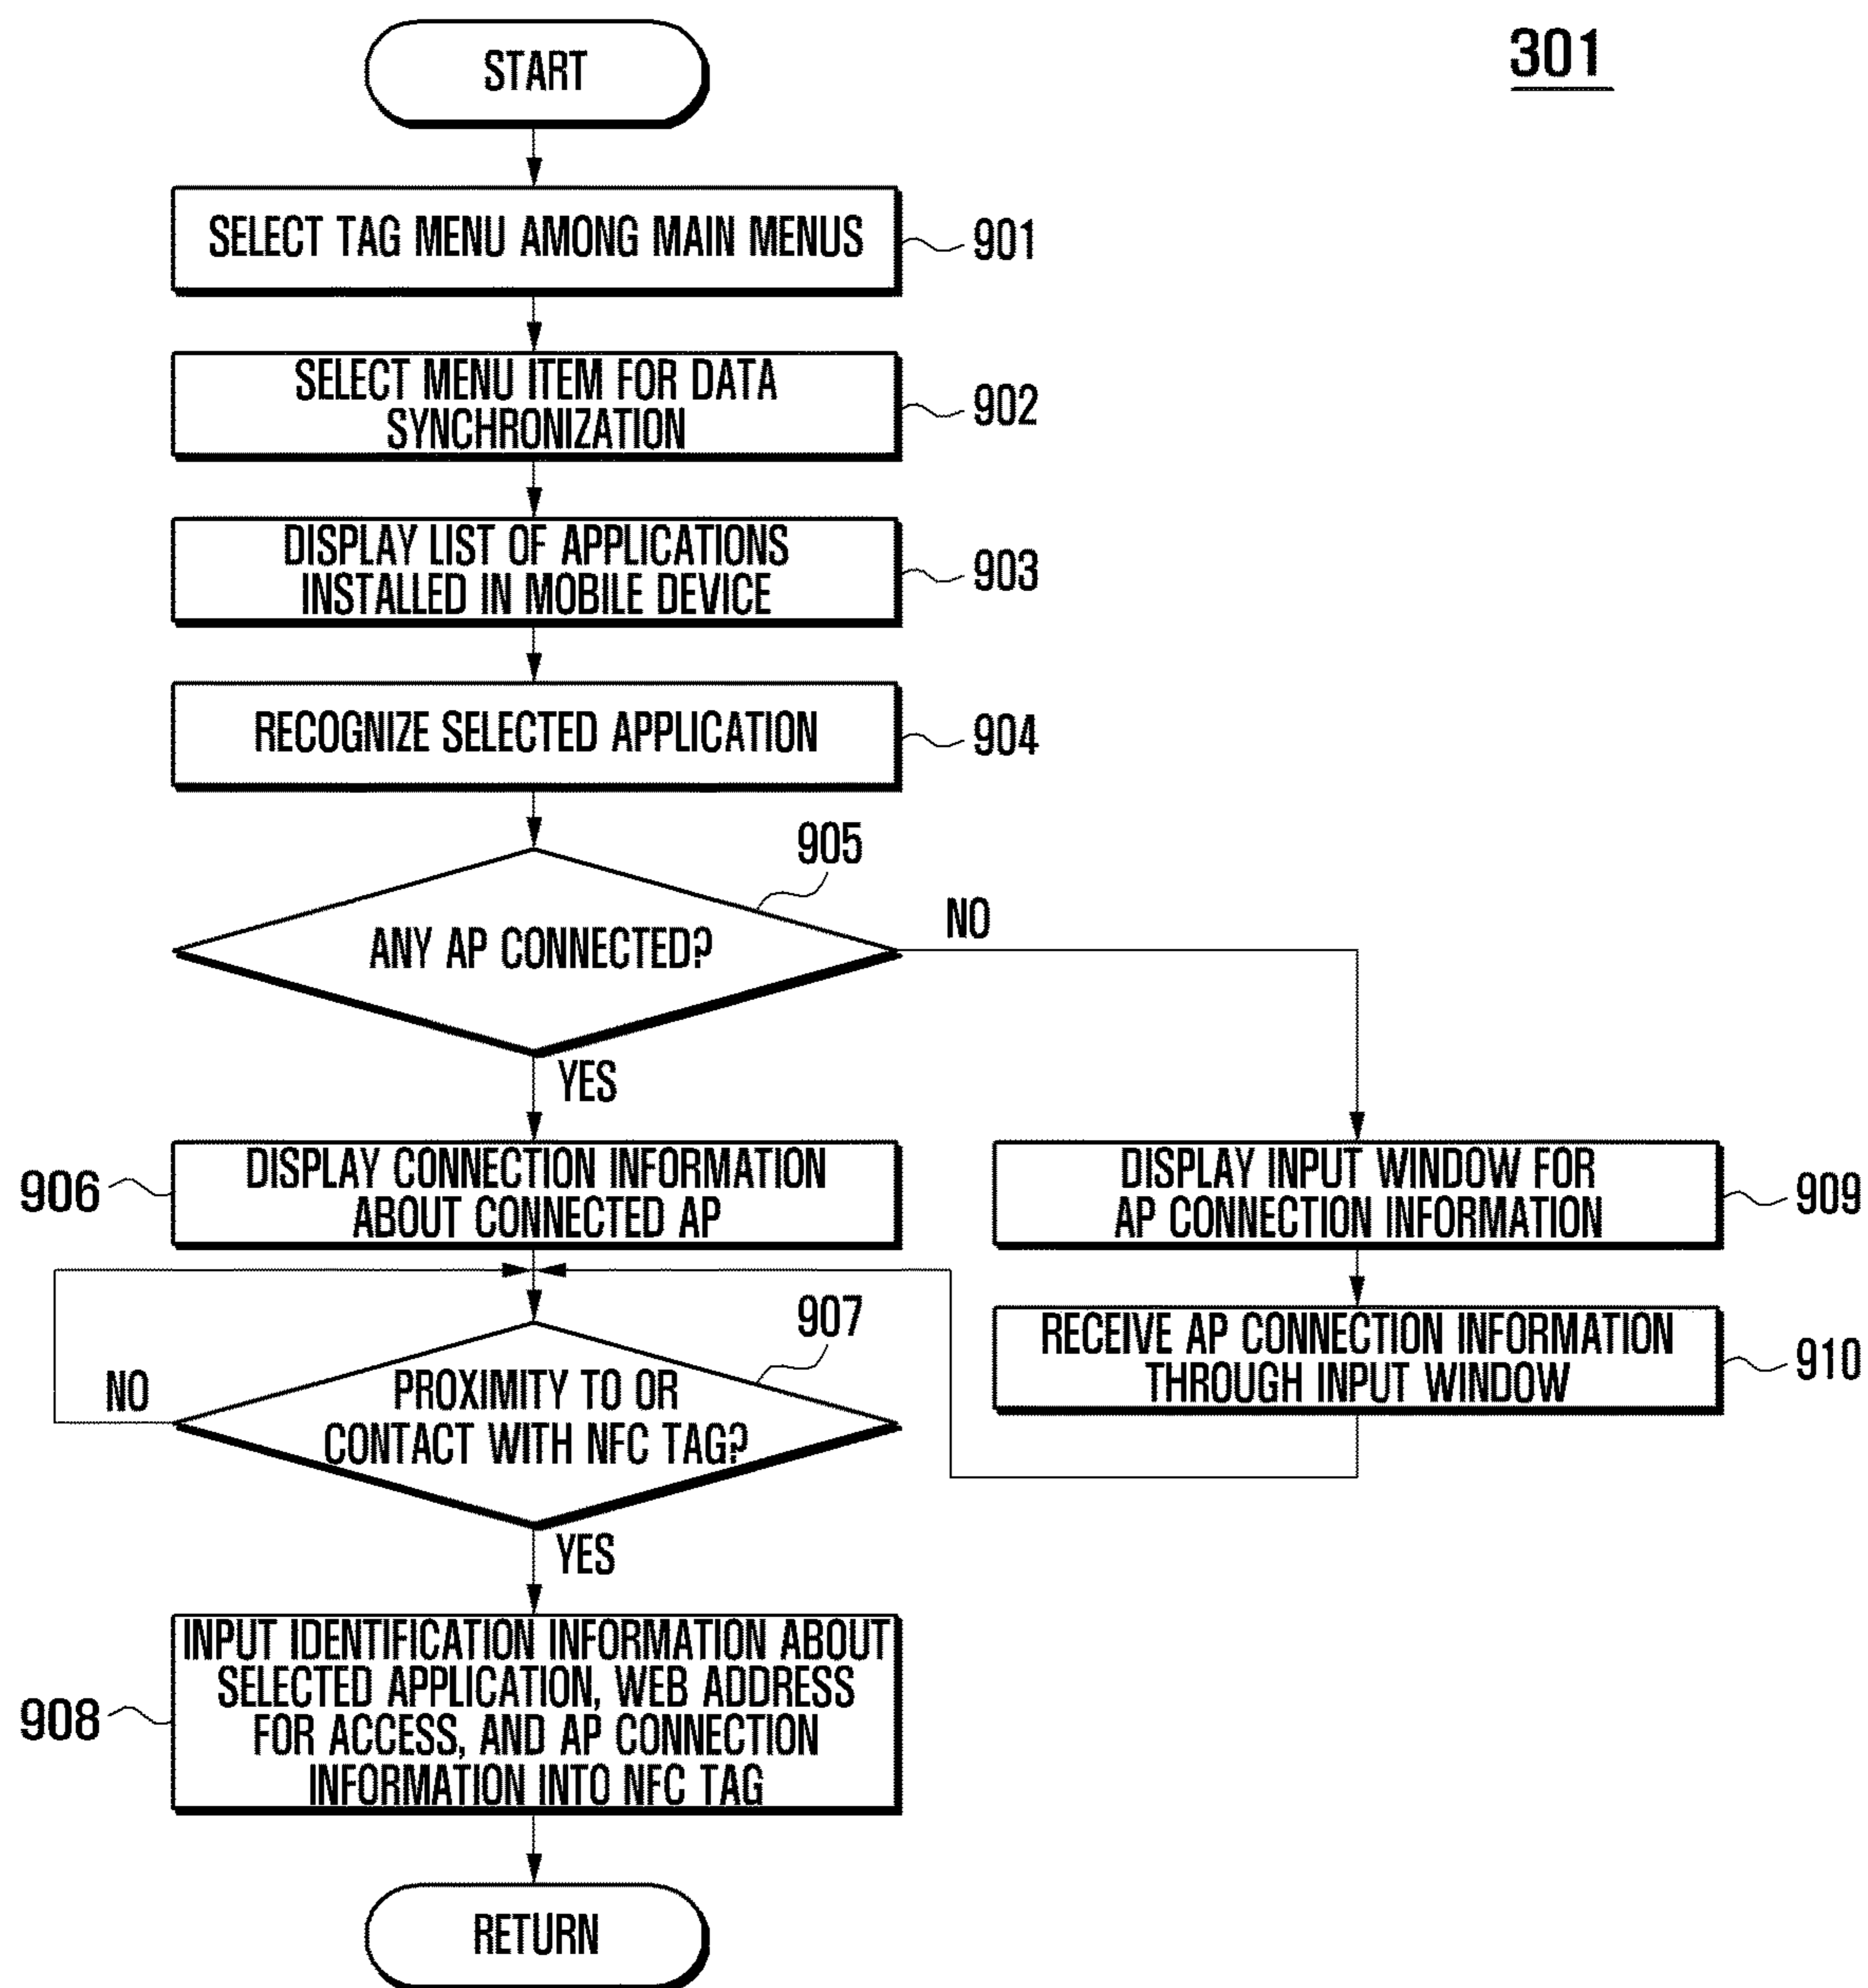 301
START
SELECT TAG MENU AMONG MAIN MENUS
901
SELECT MENU ITEM FOR DATA
SYNCHRONIZATION
902
DISPLAY LIST OF APPLICATIONS
INSTALLED IN MOBILE DEVICE
903
RECOGNIZE SELECTED APPLICATION
904
905
ANY AP CONNECTED?
NO
YES
906
DISPLAY CONNECTION INFORMATION
ABOUT CONNECTED AP
DISPLAY INPUT WINDOW FOR
AP CONNECTION INFORMATION
909
907
PROXIMITY TO OR
CONTACT WITH NFC TAG?
NO
RECEIVE AP CONNECTION INFORMATION
THROUGH INPUT WINDOW
910
YES
908
INPUT IDENTIFICATION INFORMATION ABOUT
SELECTED APPLICATION, WEB ADDRESS
FOR ACCESS, AND AP CONNECTION
INFORMATION INTO NFC TAG
RETURN